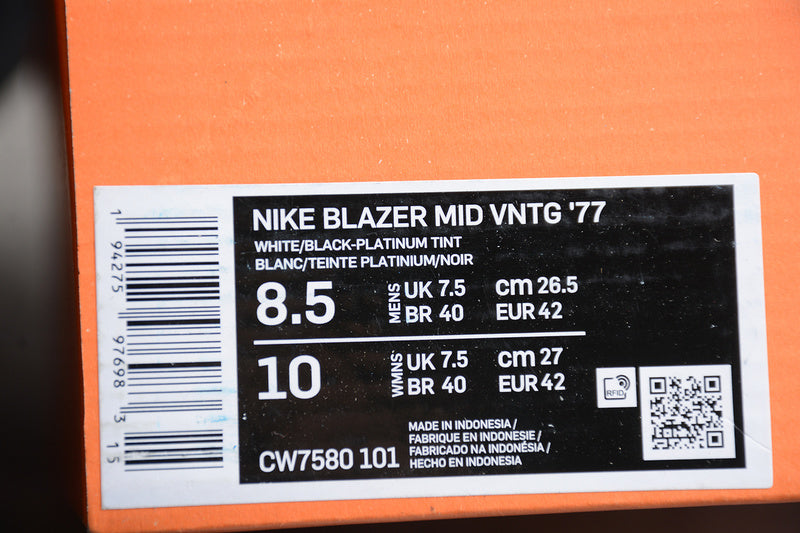 NIKE BLAZER MID VNTG '77
WHITE/BLACK-PLATINUM TINT
BLANC/TEINTE PLATINIUM/NOIR
8.5 MENS UK 7.5 cm 26.5
BR 40 EUR 42
10 WMNS UK 7.5 cm 27
BR 40 EUR 42
RFID
CW7580 101
MADE IN INDONESIA /
FABRIQUE EN INDONESIE /
FABRICADO NA INDONÉSIA /
HECHO EN INDONESIA
1 94275 97698 3 15